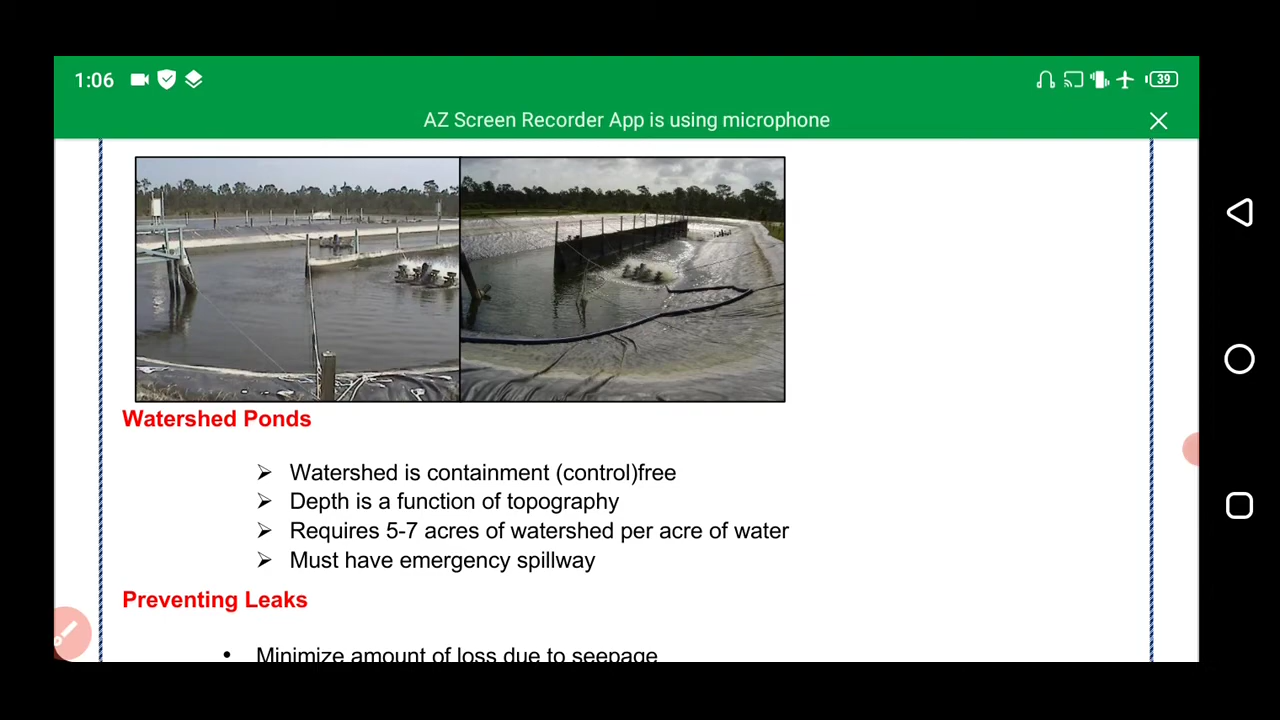 1:06
39
AZ Screen Recorder App is using microphone
Watershed Ponds
➢ Watershed is containment (control)free
➢ Depth is a function of topography
➢ Requires 5-7 acres of watershed per acre of water
➢ Must have emergency spillway
Preventing Leaks
• Minimize amount of loss due to seepage